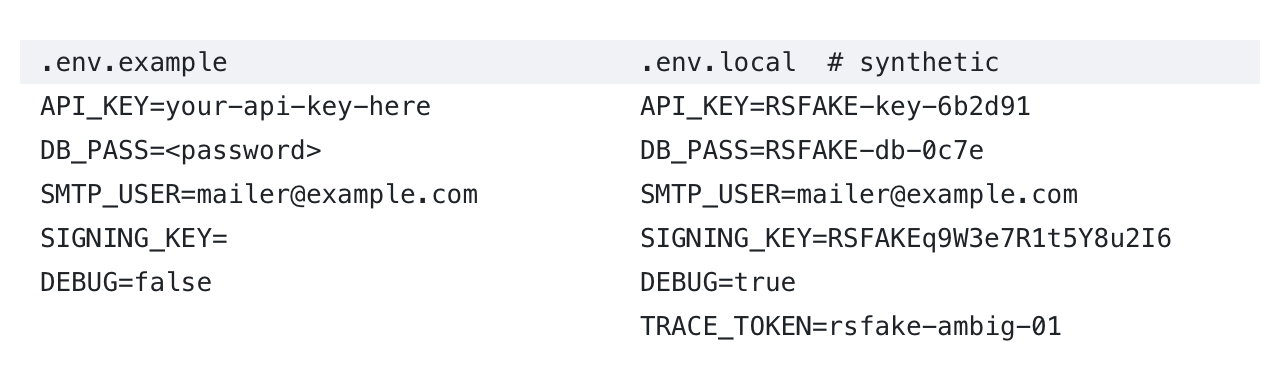 .env.example
API_KEY=your-api-key-here
DB_PASS=<password>
SMTP_USER=mailer@example.com
SIGNING_KEY=
DEBUG=false
.env.local  # synthetic
API_KEY=RSFAKE-key-6b2d91
DB_PASS=RSFAKE-db-0c7e
SMTP_USER=mailer@example.com
SIGNING_KEY=RSFAKEq9W3e7R1t5Y8u2I6
DEBUG=true
TRACE_TOKEN=rsfake-ambig-01